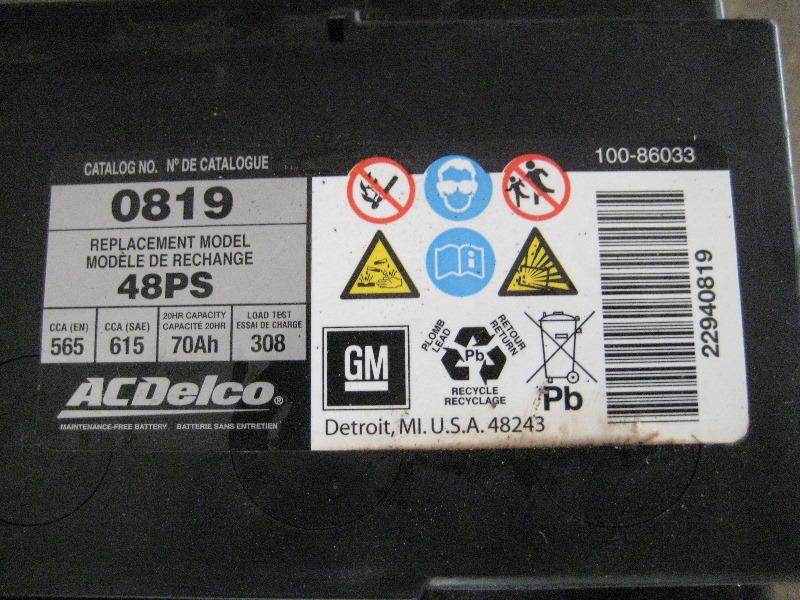 CATALOG NO. Nº DE CATALOGUE
0819
REPLACEMENT MODEL
MODÈLE DE RECHANGE
48PS
CCA (EN)
565
CCA (SAE)
615
20HR CAPACITY
CAPACITÉ 20HR
70Ah
LOAD TEST
ESSAI DE CHARGE
308
ACDelco®
MAINTENANCE-FREE BATTERY BATTERIE SANS ENTRETIEN
GM
PLOMB
LEAD
RETOUR
RETURN
Pb
RECYCLE
RECYCLAGE
Pb
Detroit, MI. U.S.A. 48243
100-86033
22940819